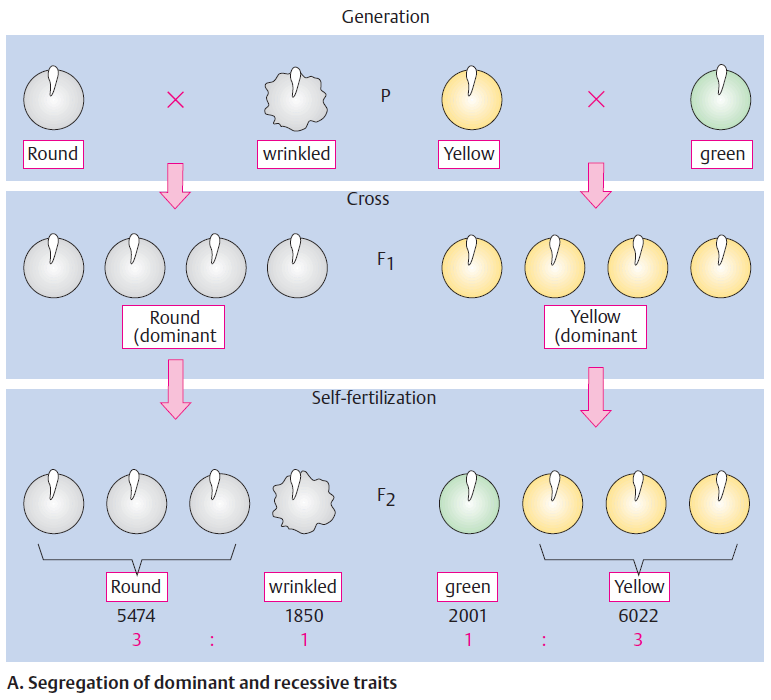 Generation
× P ×
Round wrinkled Yellow green
Cross
F1
Round
(dominant
Yellow
(dominant
Self-fertilization
F2
Round wrinkled green Yellow
5474 1850 2001 6022
3 : 1 1 : 3
A. Segregation of dominant and recessive traits